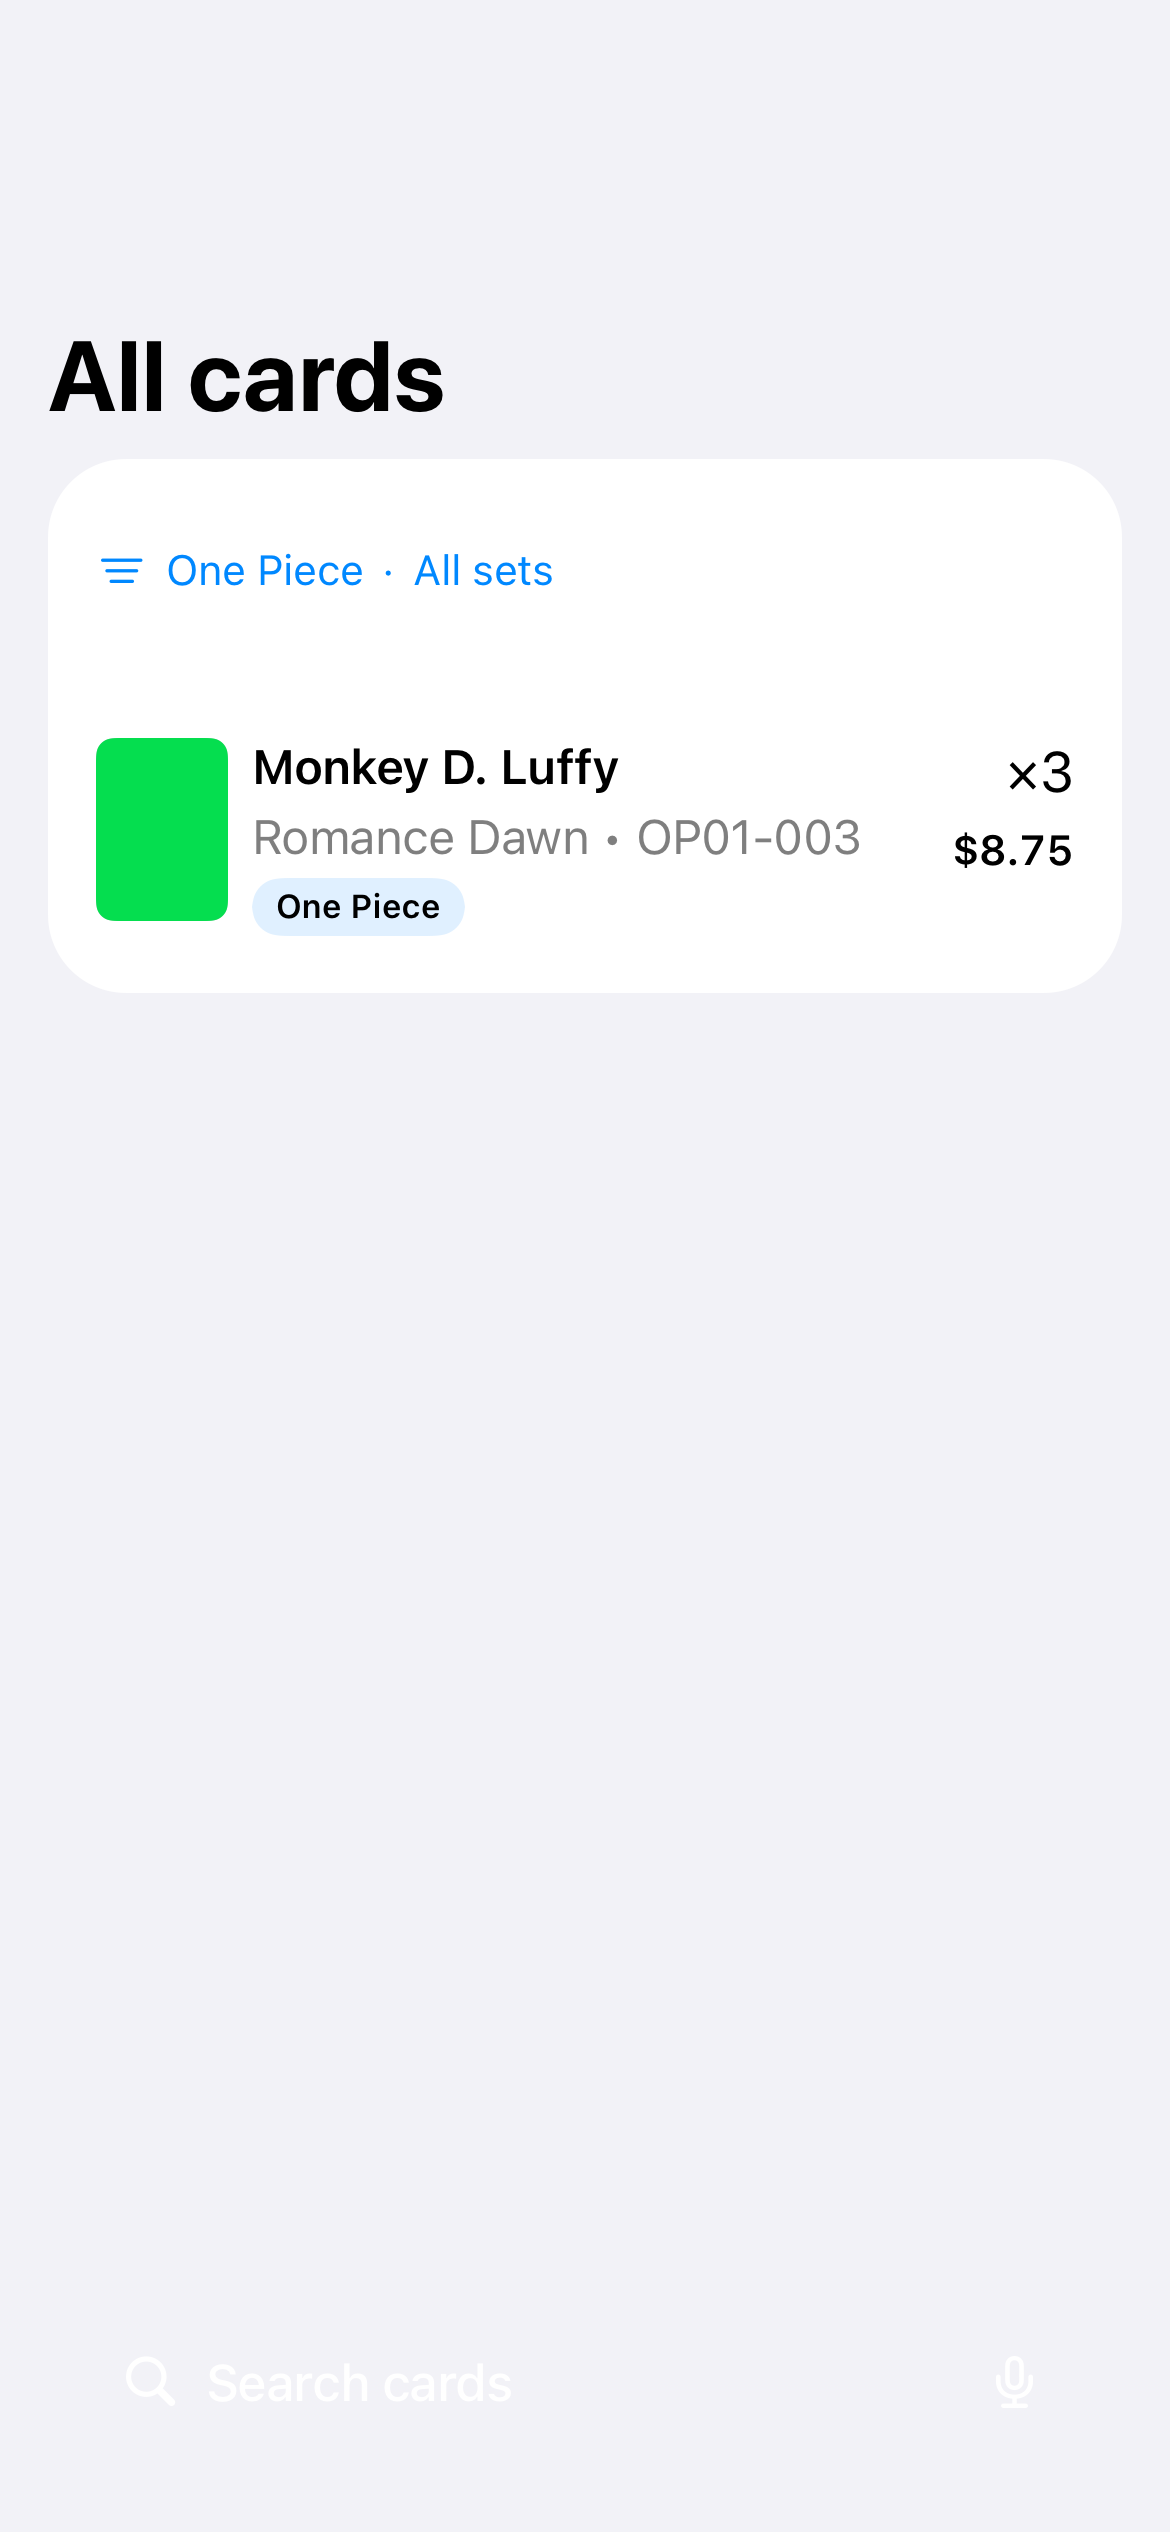 All cards
One Piece · All sets
Monkey D. Luffy
×3
Romance Dawn • OP01-003
$8.75
One Piece
Search cards